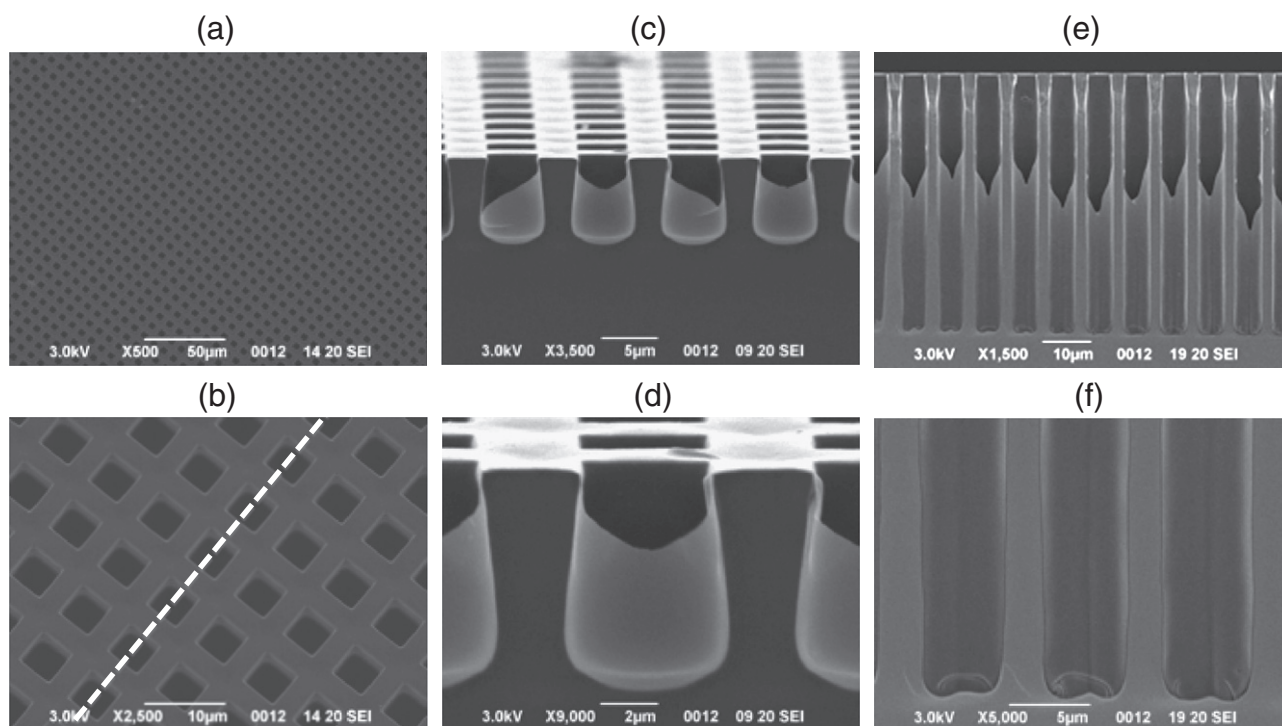 (a) (c) (e)
3.0kV X500 50µm 0012 14 20 SEI
3.0kV X3,500 5µm 0012 09 20 SEI
3.0kV X1,500 10µm 0012 19 20 SEI
(b) (d) (f)
3.0kV X2,500 10µm 0012 14 20 SEI
3.0kV X9,000 2µm 0012 09 20 SEI
3.0kV X5,000 5µm 0012 19 20 SEI